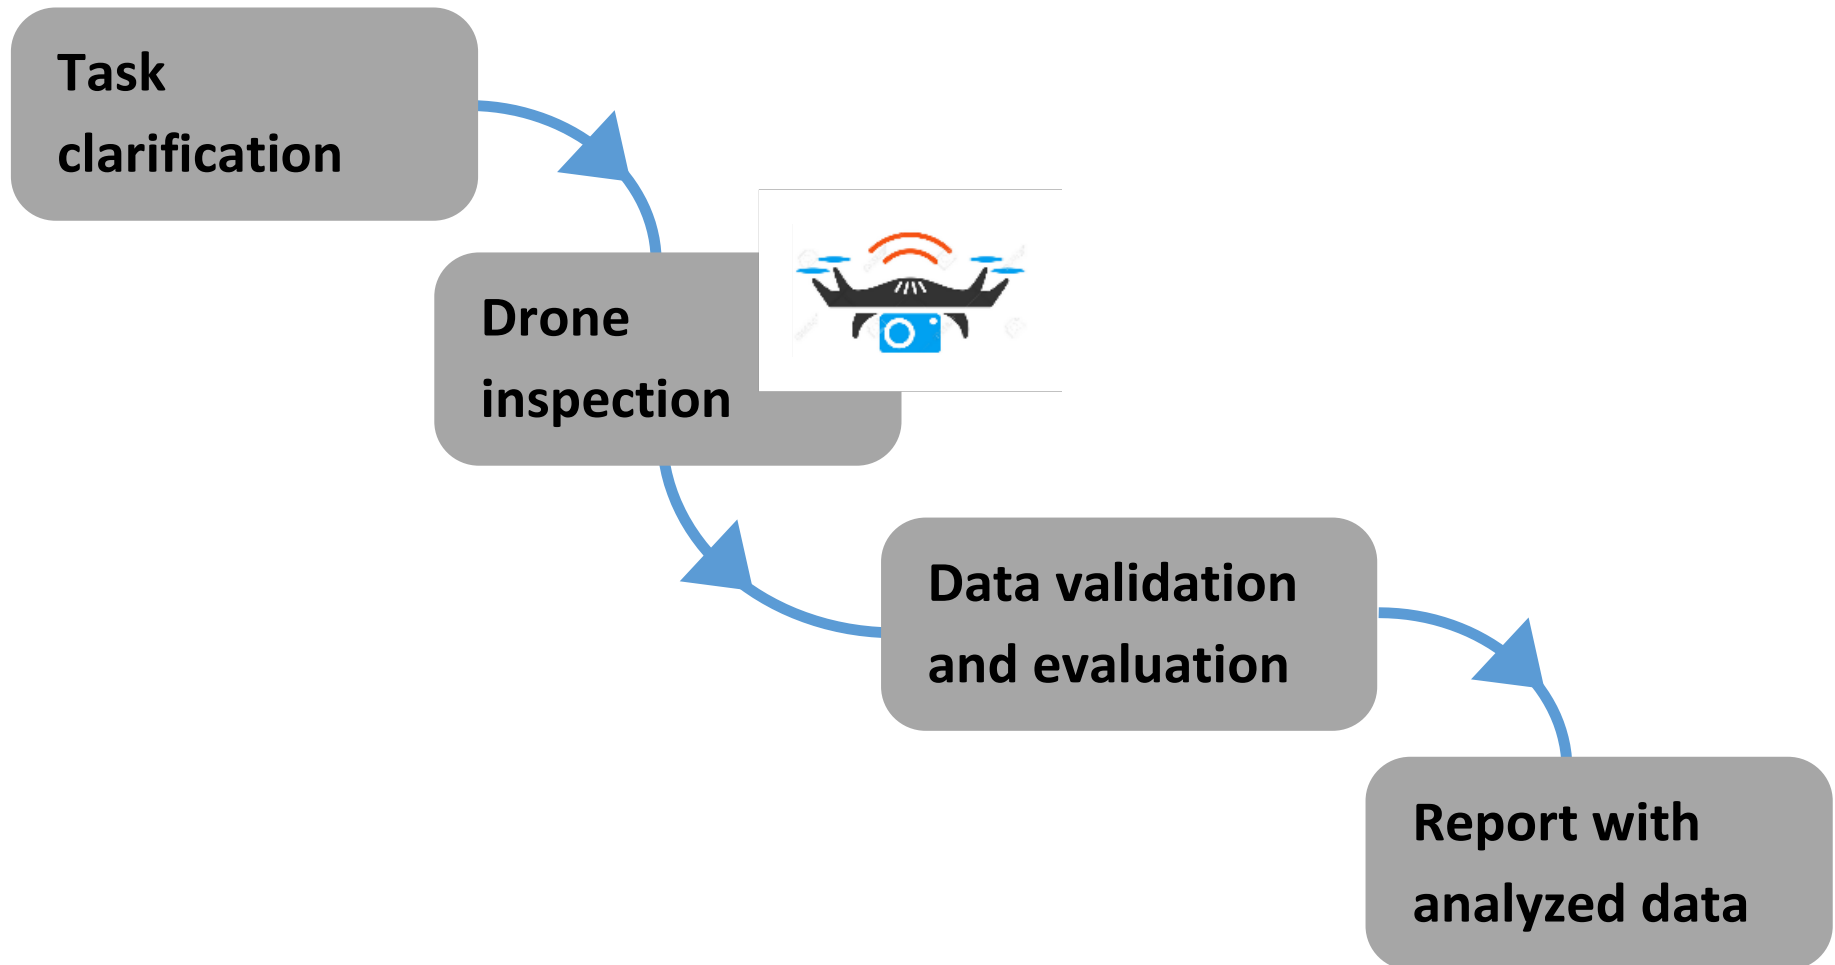 Task
clarification
Drone
inspection
Data validation
and evaluation
Report with
analyzed data